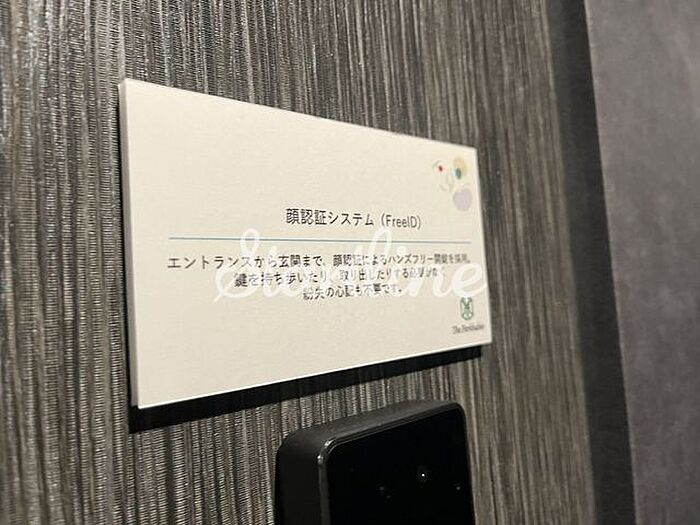 顔認証システム（FreeID）
エントランスから玄関まで、顔認証によるハンズフリー開錠を採用。
鍵を持ち歩いたり、取り出したりする必要がなく
紛失の心配も不要です。
The Parkhabio